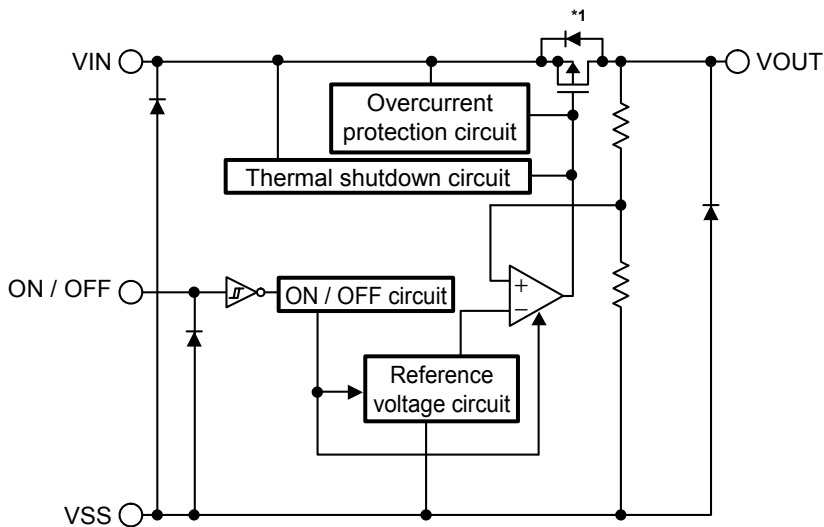 *1
VIN
VOUT
Overcurrent
protection circuit
Thermal shutdown circuit
ON / OFF
ON / OFF circuit
+
−
Reference
voltage circuit
VSS